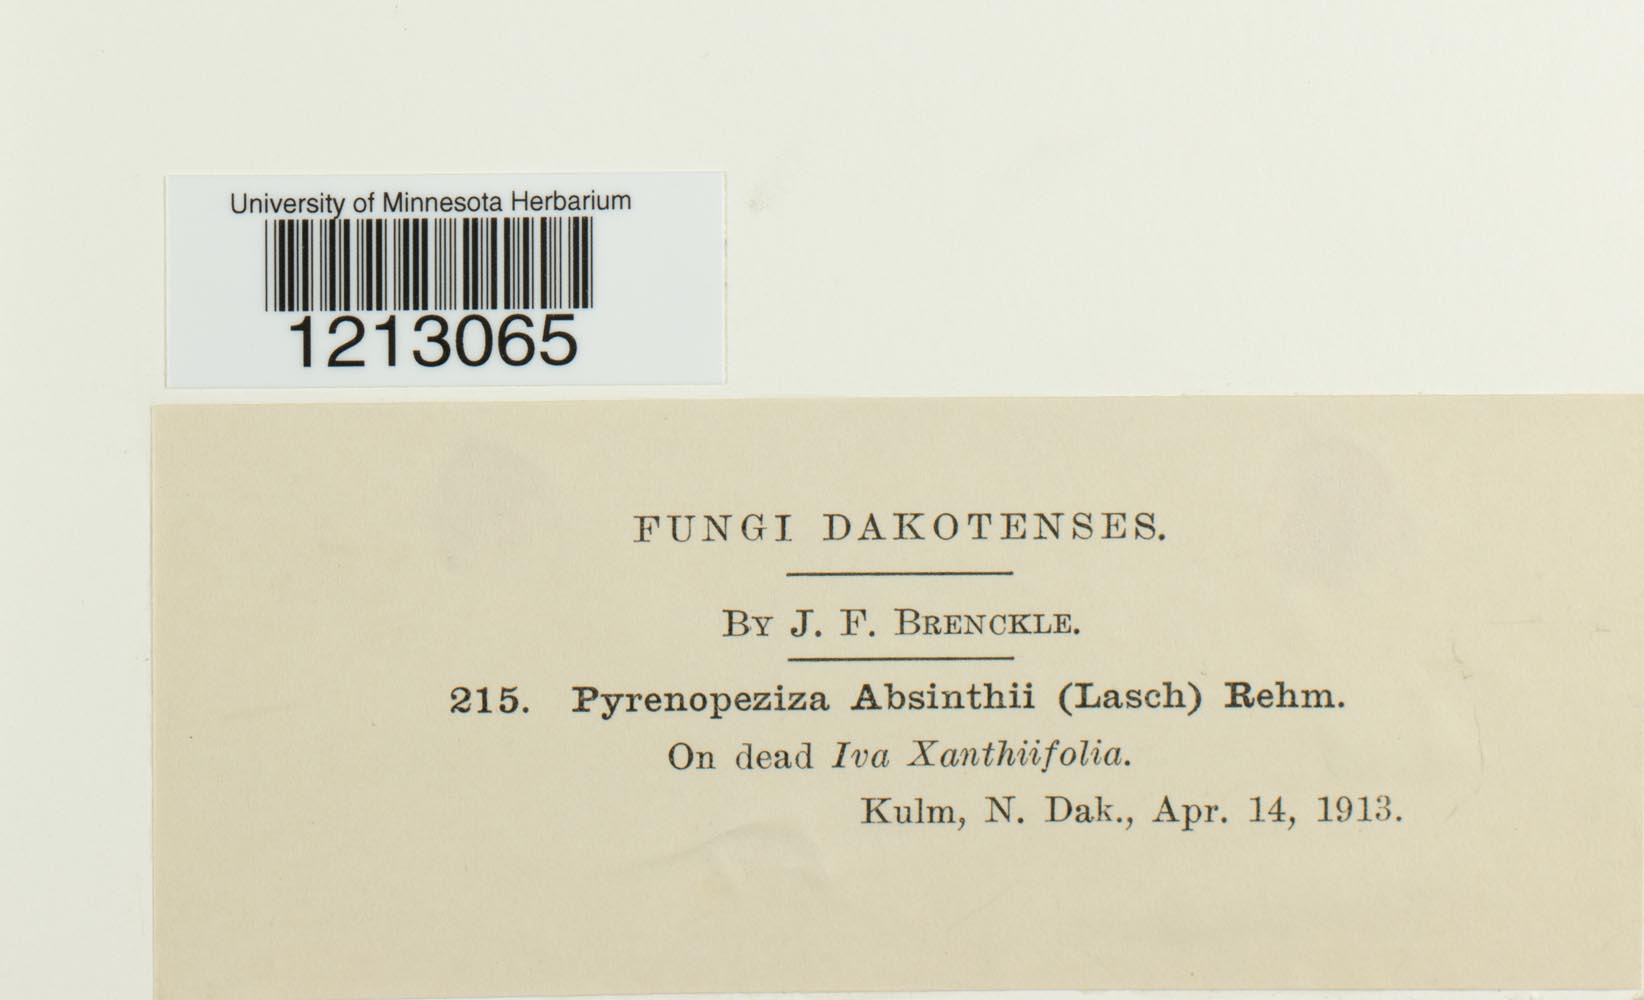 University of Minnesota Herbarium
1213065
FUNGI DAKOTENSES.
By J. F. Brenckle.
215. Pyrenopeziza Absinthii (Lasch) Rehm.
On dead Iva Xanthiifolia.
Kulm, N. Dak., Apr. 14, 1913.